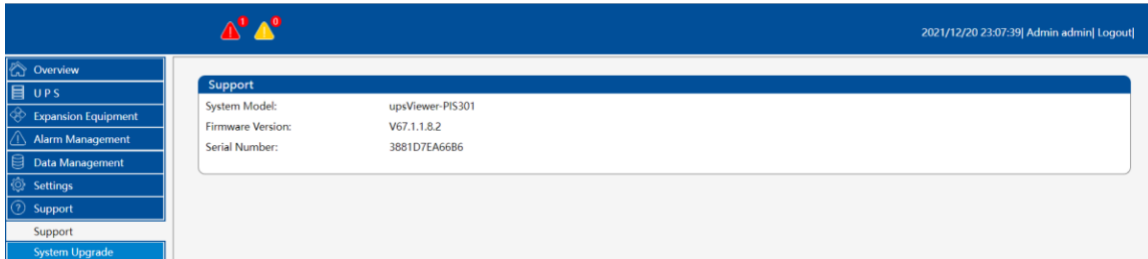 1 0
2021/12/20 23:07:39| Admin admin| Logout|
Overview
U P S
Expansion Equipment
Alarm Management
Data Management
Settings
Support
Support
System Upgrade
Support
System Model: upsViewer-PIS301
Firmware Version: V67.1.1.8.2
Serial Number: 3881D7EA66B6